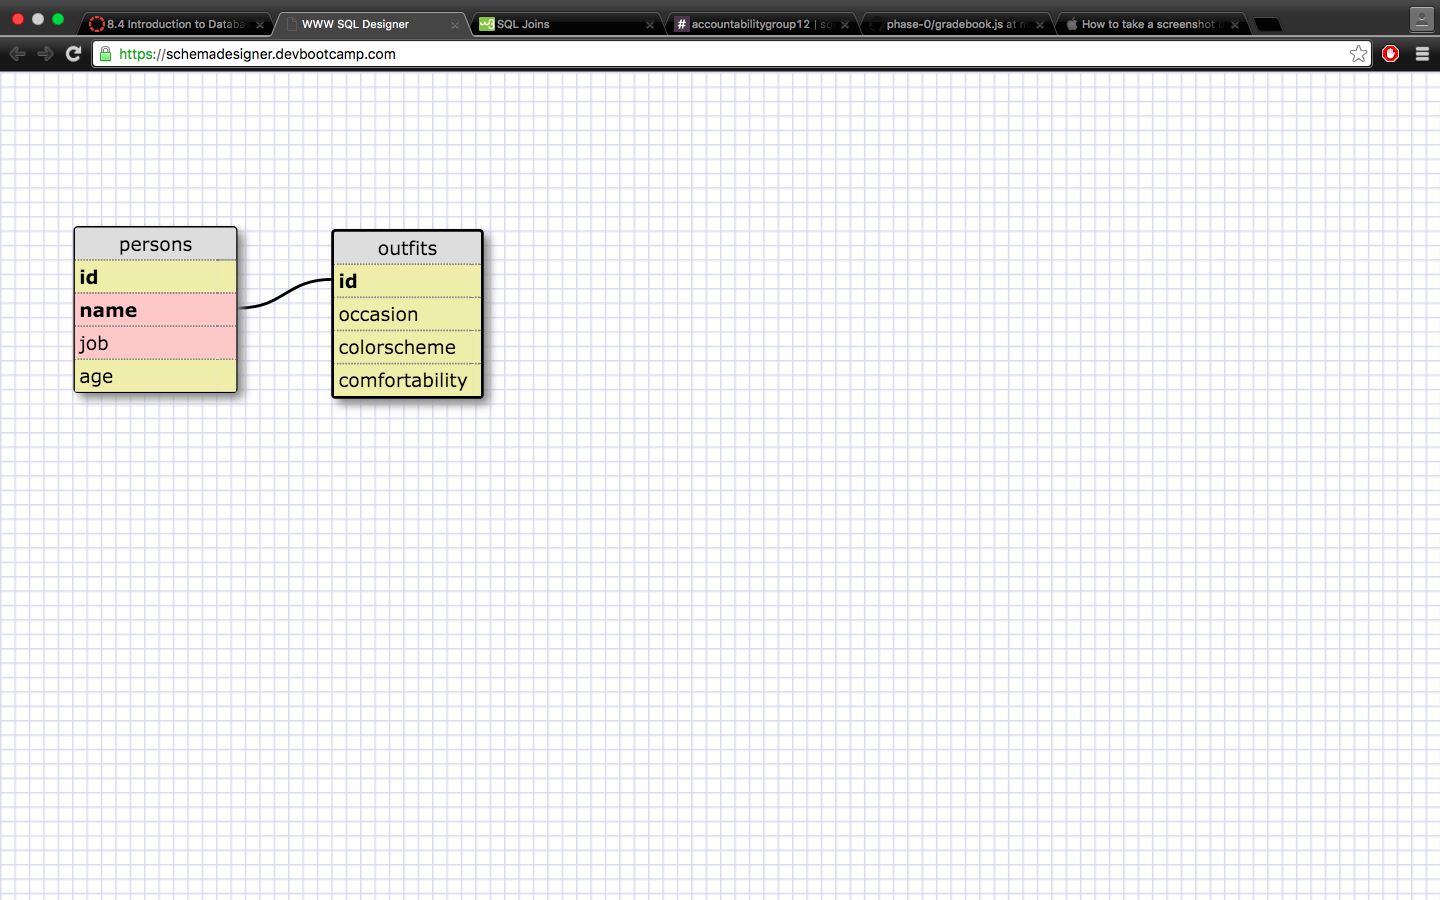 8.4 Introduction to Databa
WWW SQL Designer
SQL Joins
accountabilitygroup12 | sq
phase-0/gradebook.js at m
How to take a screenshot
https://schemadesigner.devbootcamp.com
persons
id
name
job
age
outfits
id
occasion
colorscheme
comfortability